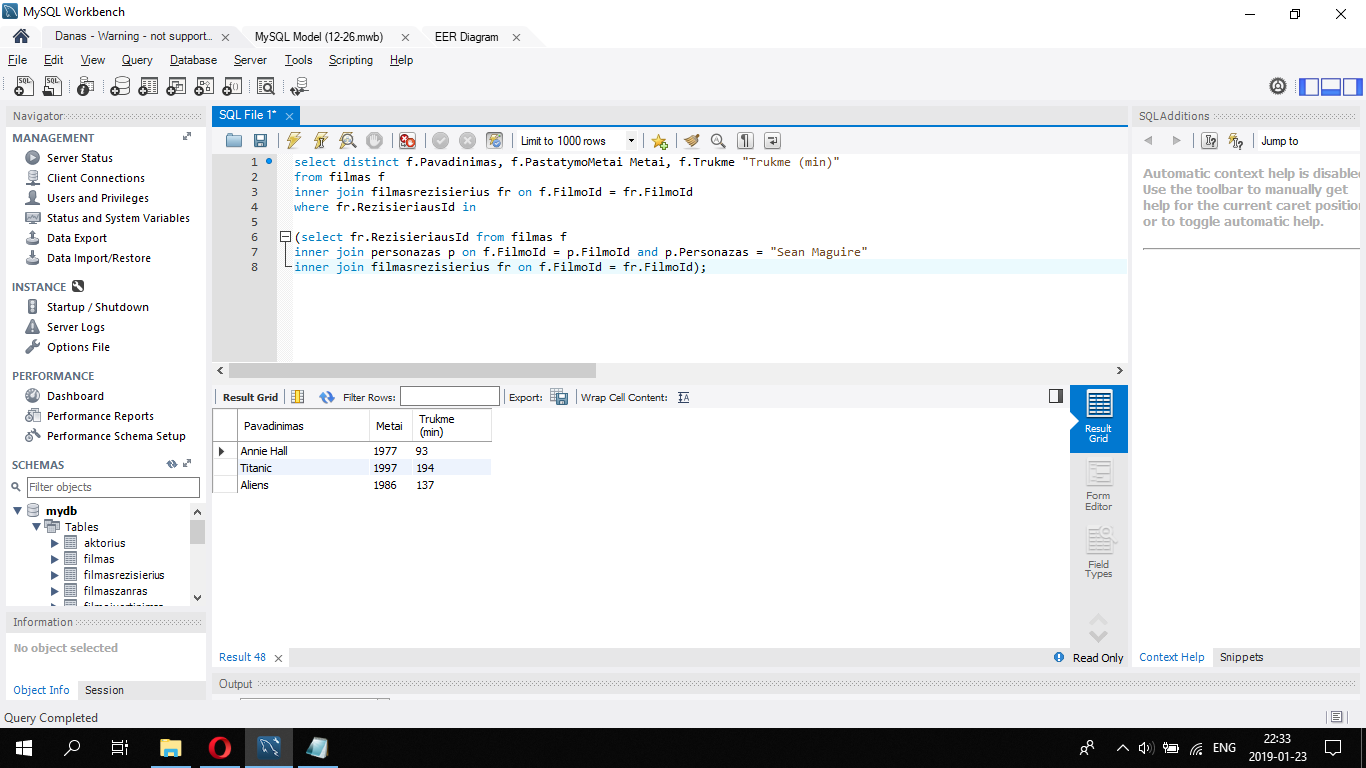 MySQL Workbench
Danas - Warning - not support..
MySQL Model (12-26.mwb)
EER Diagram
File Edit View Query Database Server Tools Scripting Help
Navigator
MANAGEMENT
Server Status
Client Connections
Users and Privileges
Status and System Variables
Data Export
Data Import/Restore
INSTANCE
Startup / Shutdown
Server Logs
Options File
PERFORMANCE
Dashboard
Performance Reports
Performance Schema Setup
SCHEMAS
Filter objects
mydb
Tables
aktorius
filmas
filmasrezisierius
filmaszanras
Information
No object selected
Object Info Session
SQL File 1*
Limit to 1000 rows
1 select distinct f.Pavadinimas, f.PastatymoMetai Metai, f.Trukme "Trukme (min)"
2 from filmas f
3 inner join filmasrezisierius fr on f.FilmoId = fr.FilmoId
4 where fr.RezisieriausId in
5
6 (select fr.RezisieriausId from filmas f
7 inner join personazas p on f.FilmoId = p.FilmoId and p.Personazas = "Sean Maguire"
8 inner join filmasrezisierius fr on f.FilmoId = fr.FilmoId);
Result Grid Filter Rows: Export: Wrap Cell Content:
Pavadinimas Metai Trukme (min)
Annie Hall 1977 93
Titanic 1997 194
Aliens 1986 137
Result Grid
Form Editor
Field Types
Result 48
Read Only
Output
SQLAdditions
Jump to
Automatic context help is disable
Use the toolbar to manually get
help for the current caret position
or to toggle automatic help.
Context Help Snippets
Query Completed
ENG
22:33
2019-01-23